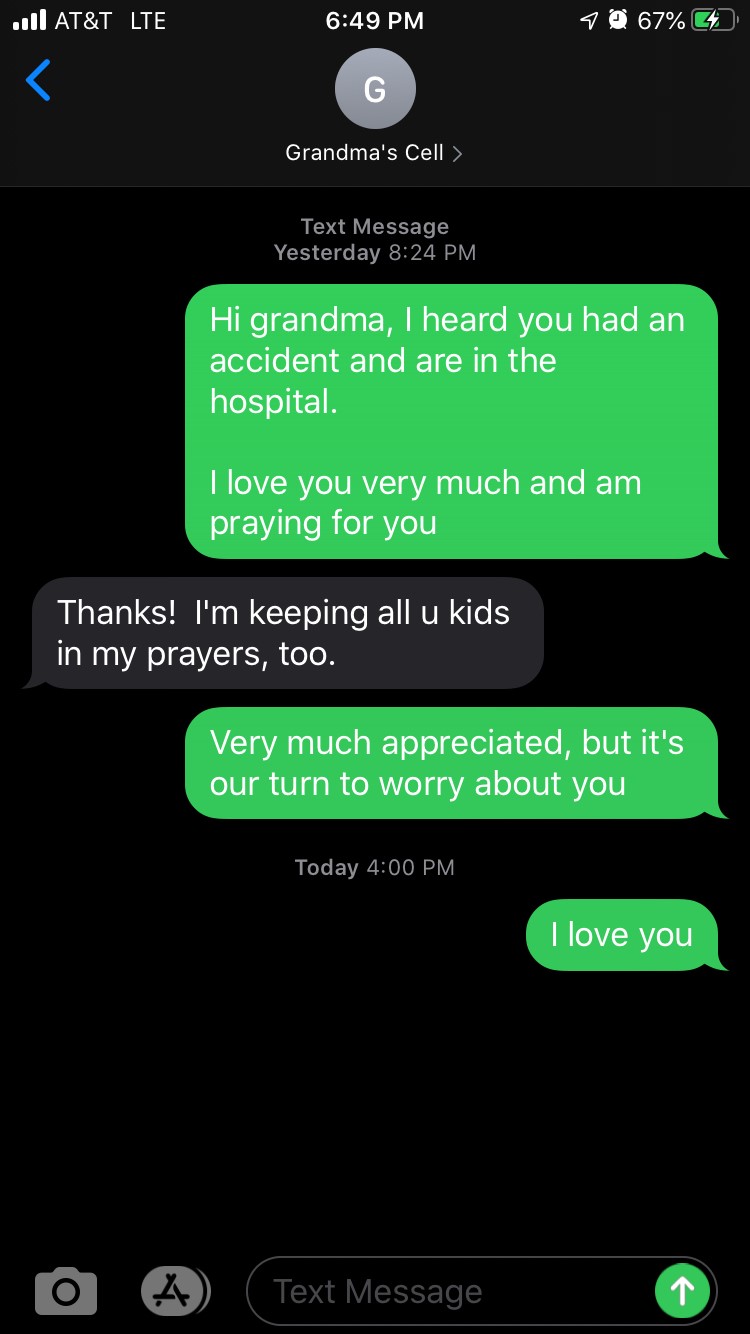 AT&T LTE 6:49 PM 67%
G
Grandma's Cell
Text Message
Yesterday 8:24 PM
Hi grandma, I heard you had an
accident and are in the
hospital.
I love you very much and am
praying for you
Thanks!  I'm keeping all u kids
in my prayers, too.
Very much appreciated, but it's
our turn to worry about you
Today 4:00 PM
I love you
Text Message